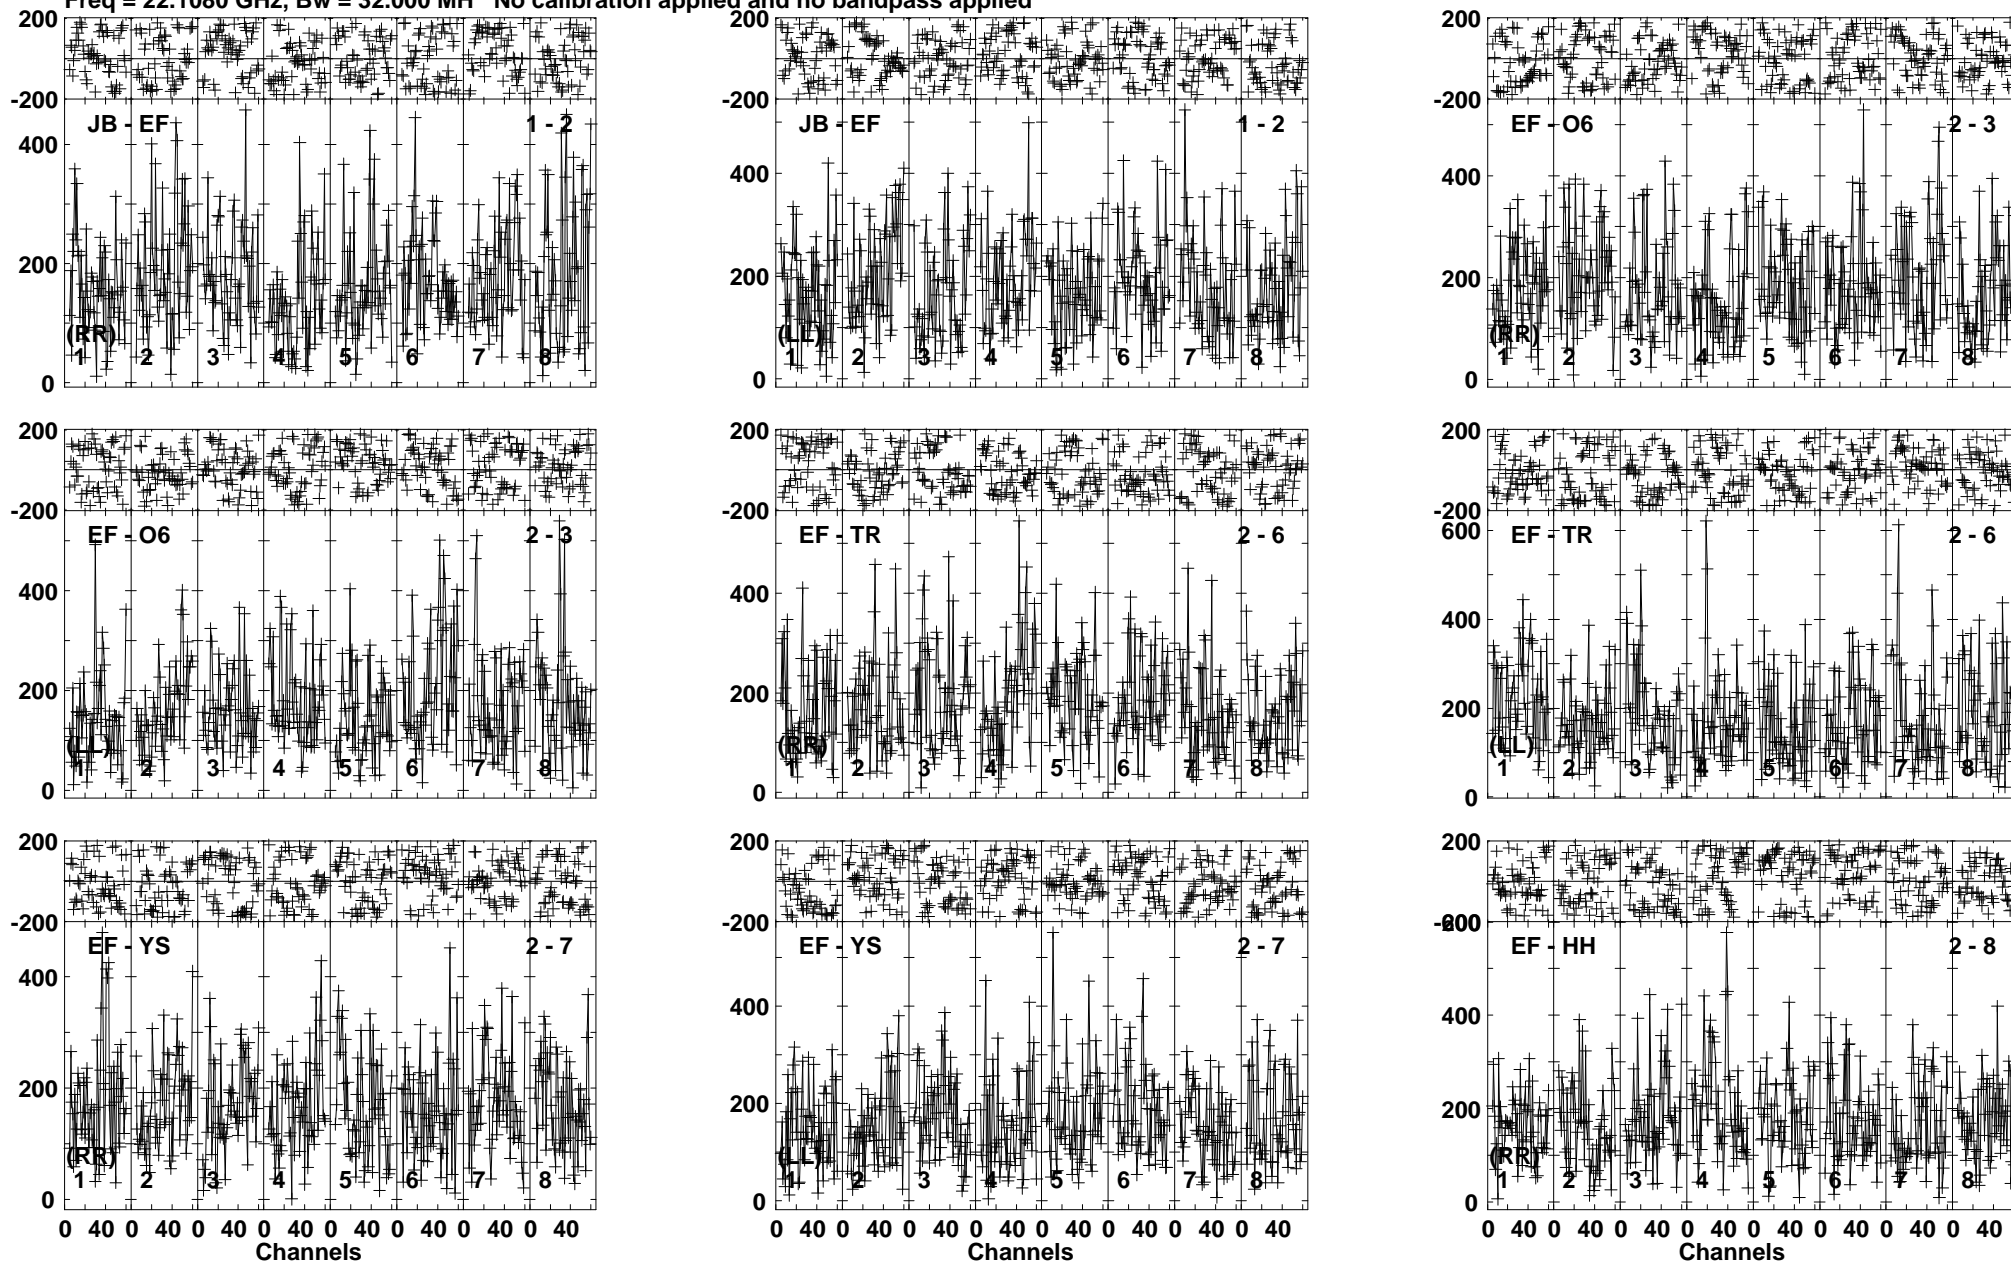 Freq = 22.1080 GHz, Bw = 32.000 MH No calibration applied and no bandpass applied
200 200 200
-200 -200 -200
JB - EF 1 - 2 JB - EF 1 - 2 EF - O6 2 - 3
400 400 400
200 200 200
(RR) (LL) (RR)
1 2 3 4 5 6 7 8 1 2 3 4 5 6 7 8 1 2 3 4 5 6 7 8
0 0 0
200 200 200
-200 -200 -200
EF - O6 2 - 3 EF - TR 2 - 6 600 EF - TR 2 - 6
400 400 400
200 200 200
(LL) (RR) (LL)
1 2 3 4 5 6 7 8 1 2 3 4 5 6 7 8 1 2 3 4 5 6 7 8
0 0 0
200 200 200
-200 -200 -200 600
EF - YS 2 - 7 EF - YS 2 - 7 EF - HH 2 - 8
400 400 400
200 200 200
(RR) (LL) (RR)
1 2 3 4 5 6 7 8 1 2 3 4 5 6 7 8 1 2 3 4 5 6 7 8
0 0 0
0 40 0 40 0 40 0 40 0 40 0 40 0 40 0 40 0 40 0 40 0 40 0 40 0 40 0 40 0 40 0 40 0 40 0 40 0 40 0 40 0 40 0 40 0 40 0 40
Channels Channels Channels